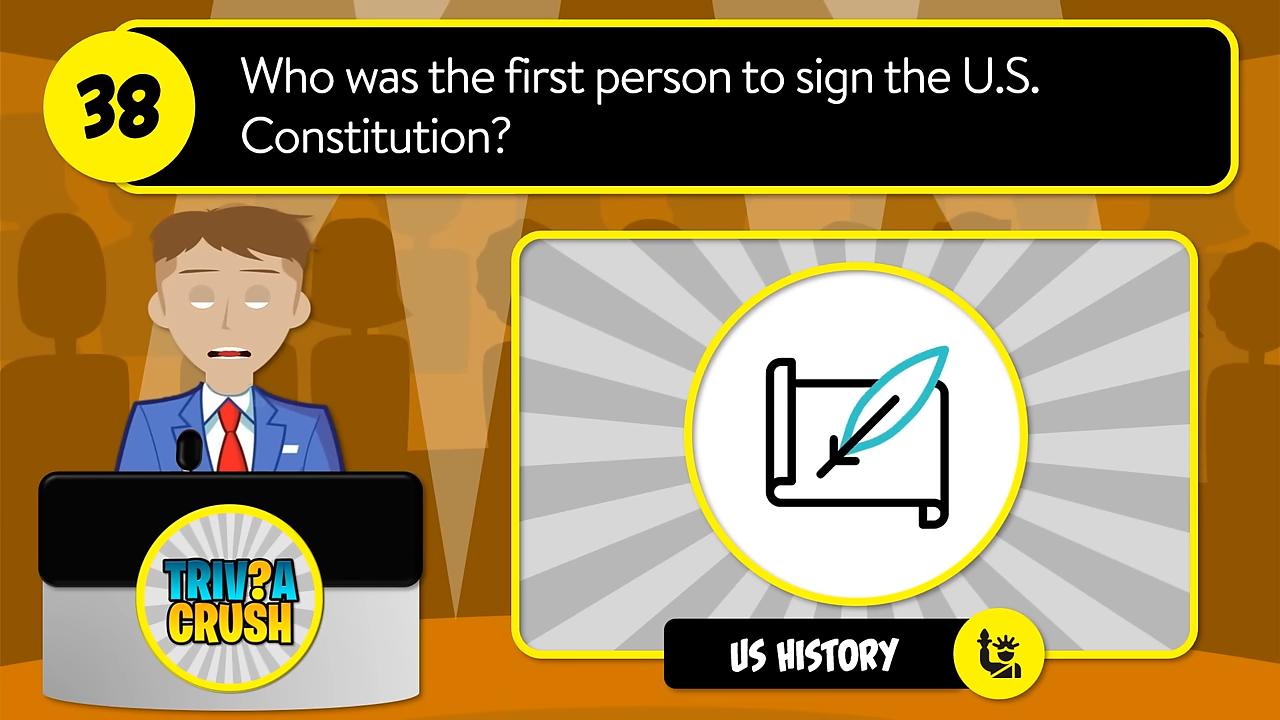 38
Who was the first person to sign the U.S.
Constitution?
TRIV?A
CRUSH
US HISTORY